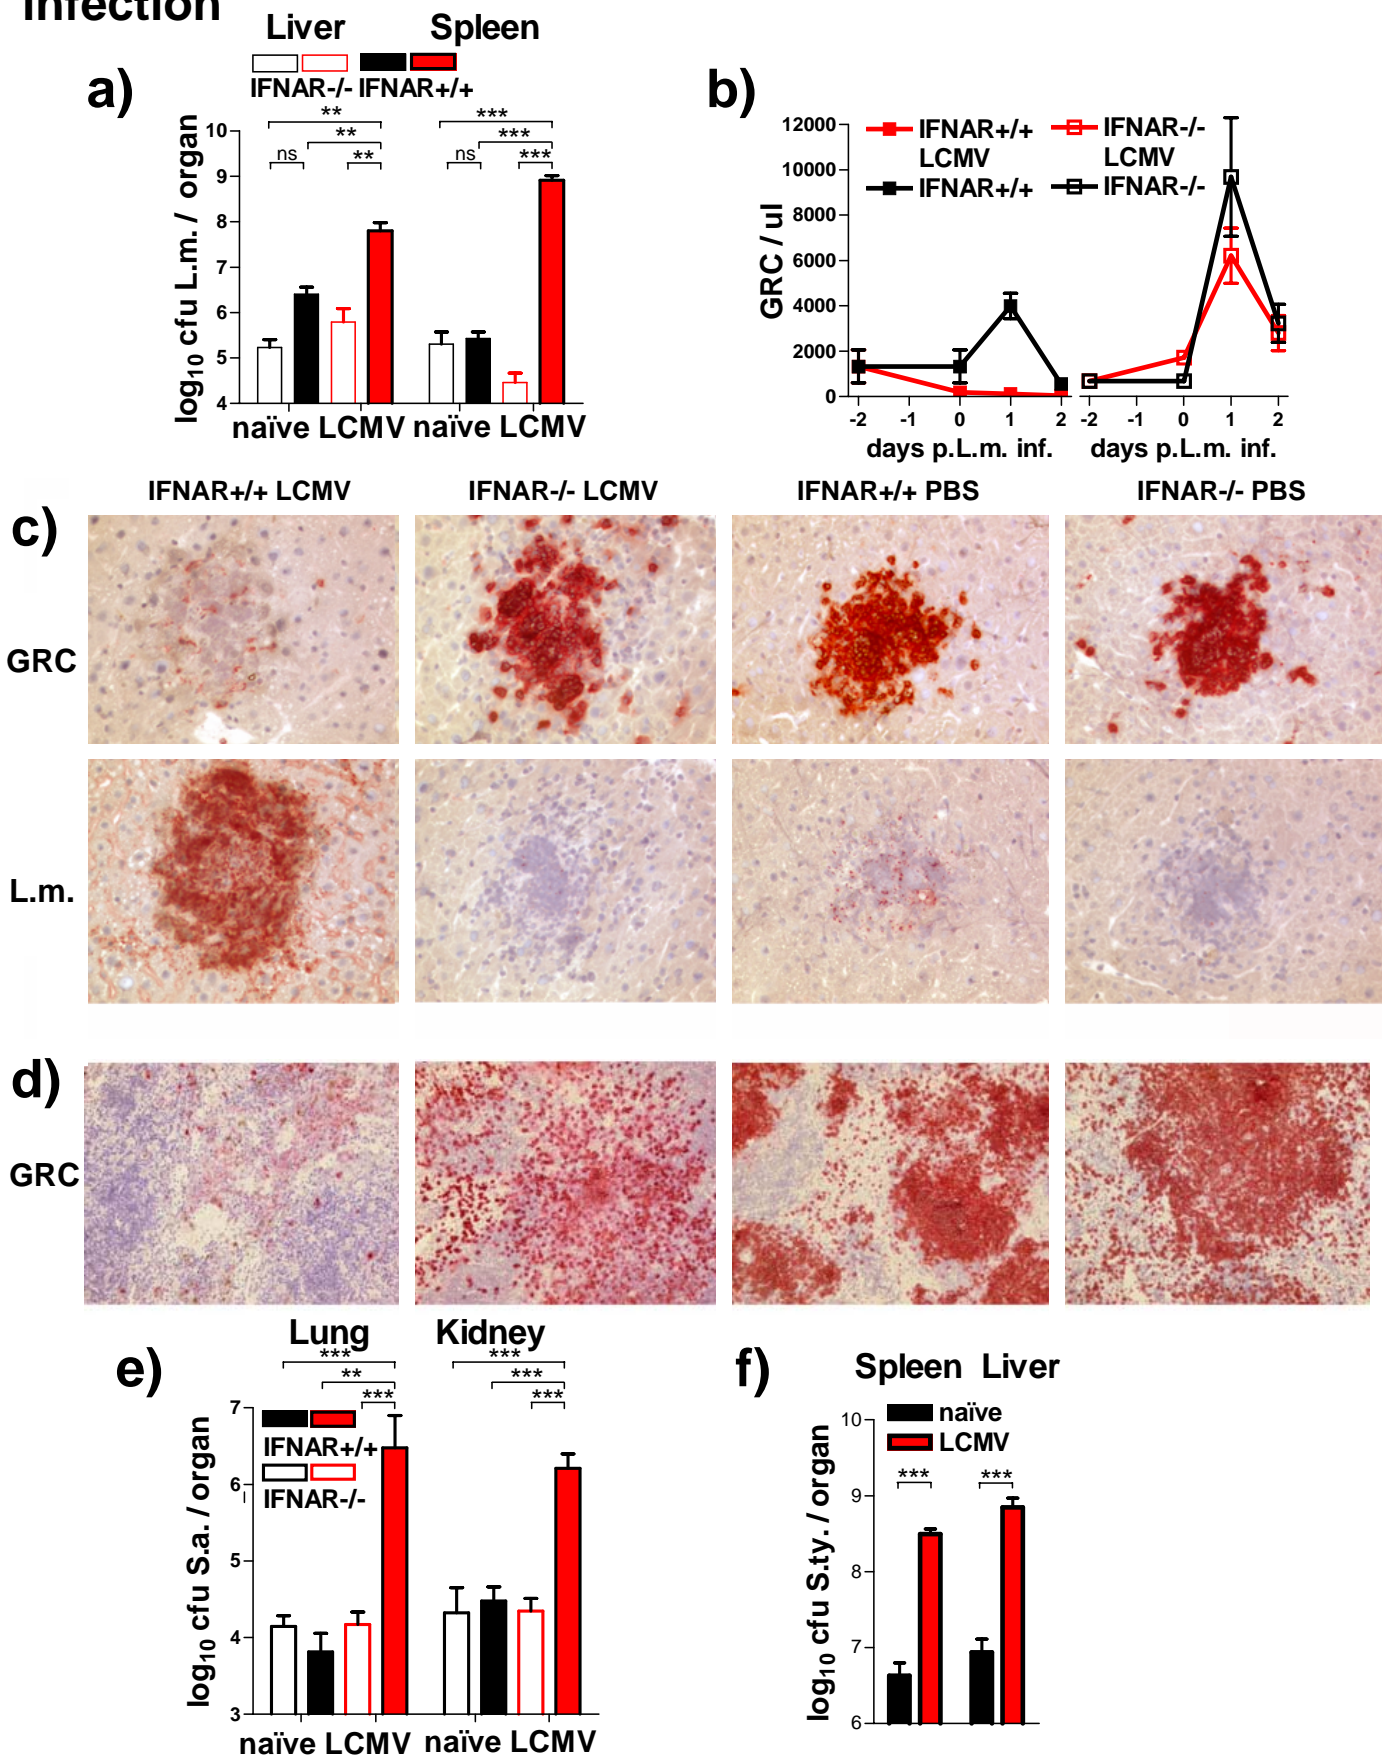 infection
Liver Spleen
IFNAR-/- IFNAR+/+
a)
** ***
** ***
ns ** ns ***
log10 cfu L.m. / organ
10
9
8
7
6
5
4
naïve LCMV naïve LCMV
b)
IFNAR+/+ LCMV
IFNAR-/- LCMV
IFNAR+/+
IFNAR-/-
GRC / ul
12000
10000
8000
6000
4000
2000
0
-2 -1 0 1 2 -2 -1 0 1 2
days p.L.m. inf. days p.L.m. inf.
IFNAR+/+ LCMV IFNAR-/- LCMV IFNAR+/+ PBS IFNAR-/- PBS
c)
GRC
L.m.
d)
GRC
e)
Lung Kidney
*** ***
** ***
*** ***
IFNAR+/+
IFNAR-/-
log10 cfu S.a. / organ
7
6
5
4
3
naïve LCMV naïve LCMV
f)
Spleen Liver
naïve
LCMV
*** ***
log10 cfu S.ty. / organ
10
9
8
7
6